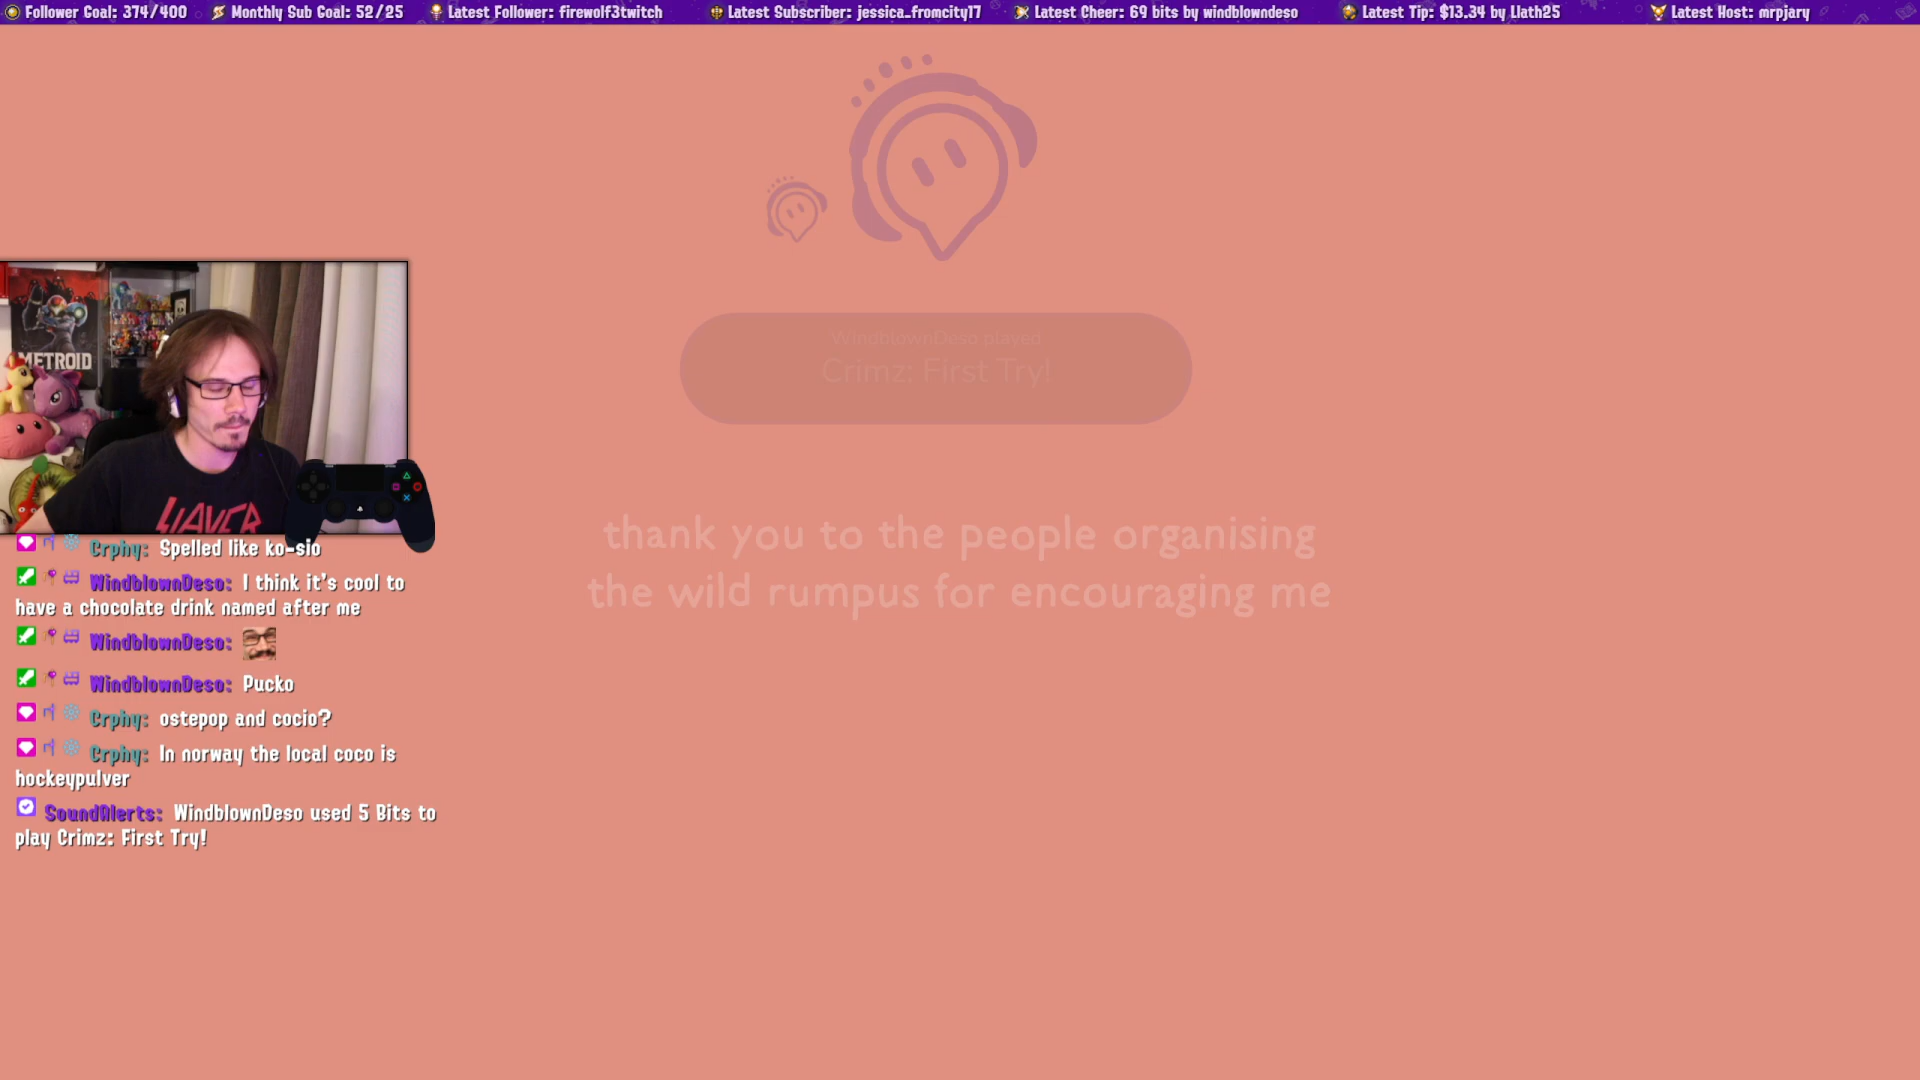 Follower Goal: 374/400 Monthly Sub Goal: 52/25 Latest Follower: firewolf3twitch Latest Subscriber: jessica_fromcity17 Latest Cheer: 69 bits by windblowndeso Latest Tip: $13.34 by Llath25 Latest Host: mrpjary
WindblownDeso played
Crimz: First Try!
METROID
SLAYER
thank you to the people organising
the wild rumpus for encouraging me
Crphy: Spelled like ko-sio
WindblownDeso: I think it's cool to
have a chocolate drink named after me
WindblownDeso:
WindblownDeso: Pucko
Crphy: ostepop and cocio?
Crphy: In norway the local coco is
hockeypulver
SoundAlerts: WindblownDeso used 5 Bits to
play Crimz: First Try!